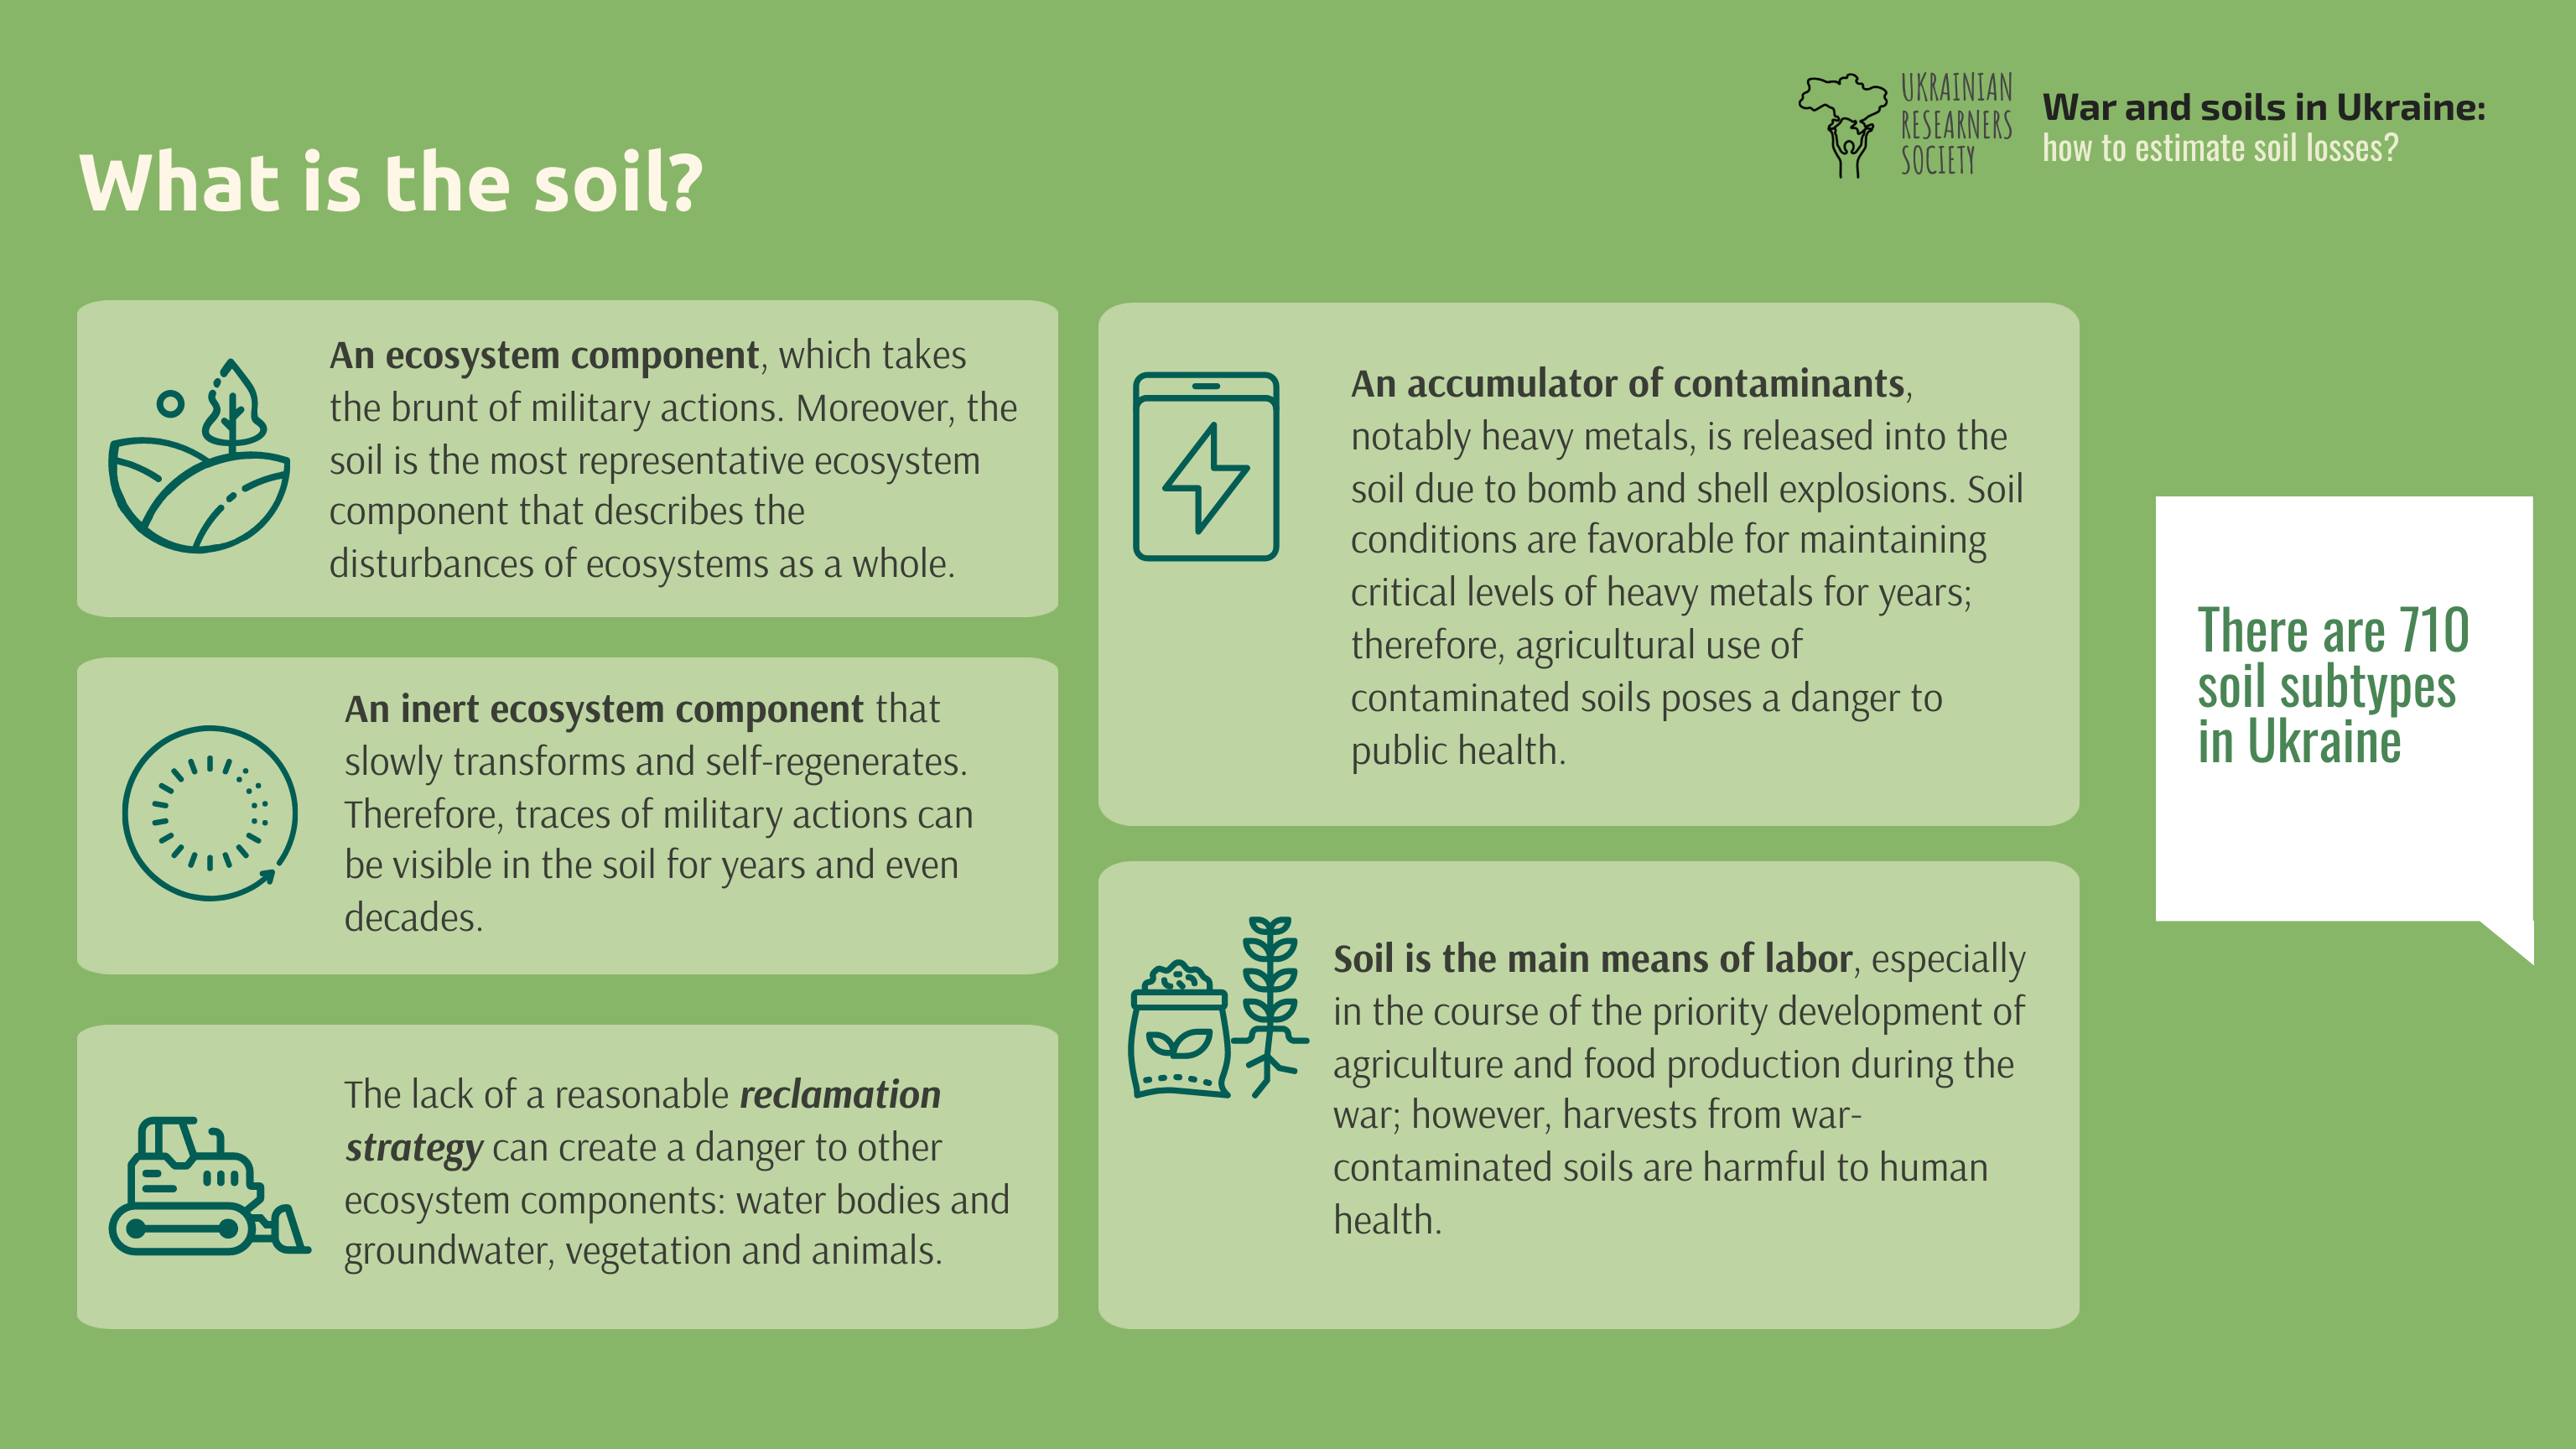 UKRAINIAN
RESEARNERS
SOCIETY
War and soils in Ukraine:
how to estimate soil losses?
What is the soil?
An ecosystem component, which takes
the brunt of military actions. Moreover, the
soil is the most representative ecosystem
component that describes the
disturbances of ecosystems as a whole.
An inert ecosystem component that
slowly transforms and self-regenerates.
Therefore, traces of military actions can
be visible in the soil for years and even
decades.
The lack of a reasonable reclamation
strategy can create a danger to other
ecosystem components: water bodies and
groundwater, vegetation and animals.
An accumulator of contaminants,
notably heavy metals, is released into the
soil due to bomb and shell explosions. Soil
conditions are favorable for maintaining
critical levels of heavy metals for years;
therefore, agricultural use of
contaminated soils poses a danger to
public health.
Soil is the main means of labor, especially
in the course of the priority development of
agriculture and food production during the
war; however, harvests from war-
contaminated soils are harmful to human
health.
There are 710
soil subtypes
in Ukraine